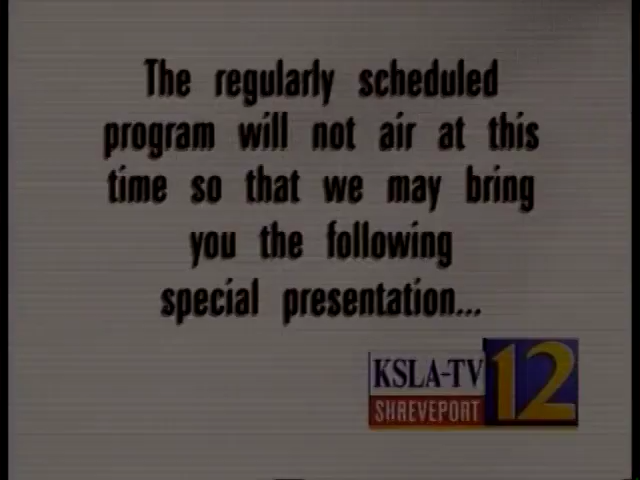 The regularly scheduled
program will not air at this
time so that we may bring
you the following
special presentation...
KSLA-TV 12
SHREVEPORT